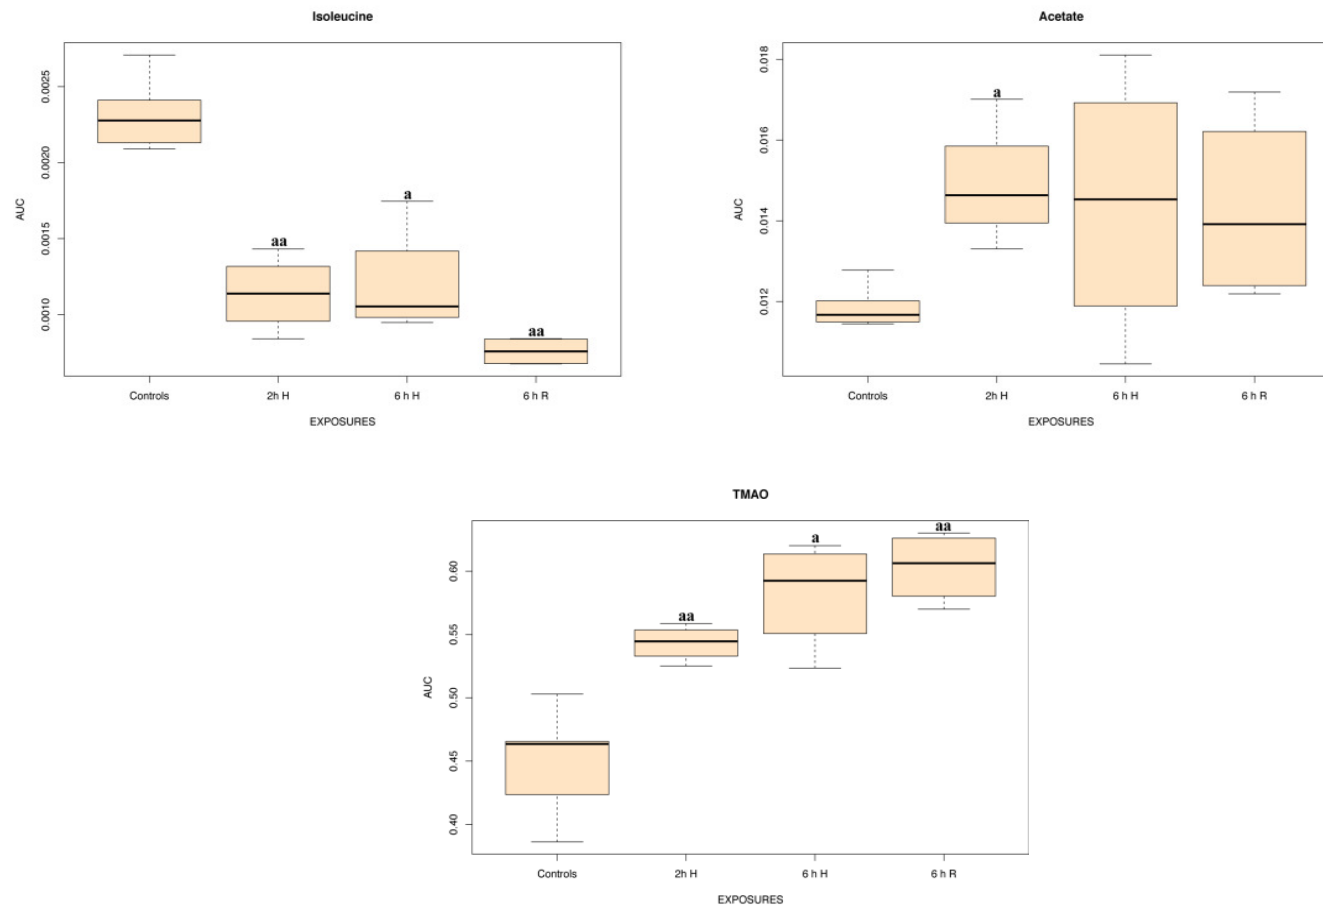 Isoleucine
AUC
0.0025
0.0020
0.0015
0.0010
aa
a
aa
Controls
2h H
6 h H
6 h R
EXPOSURES
Acetate
AUC
0.018
0.016
0.014
0.012
a
Controls
2h H
6 h H
6 h R
EXPOSURES
TMAO
AUC
0.60
0.55
0.50
0.45
0.40
aa
a
aa
Controls
2h H
6 h H
6 h R
EXPOSURES